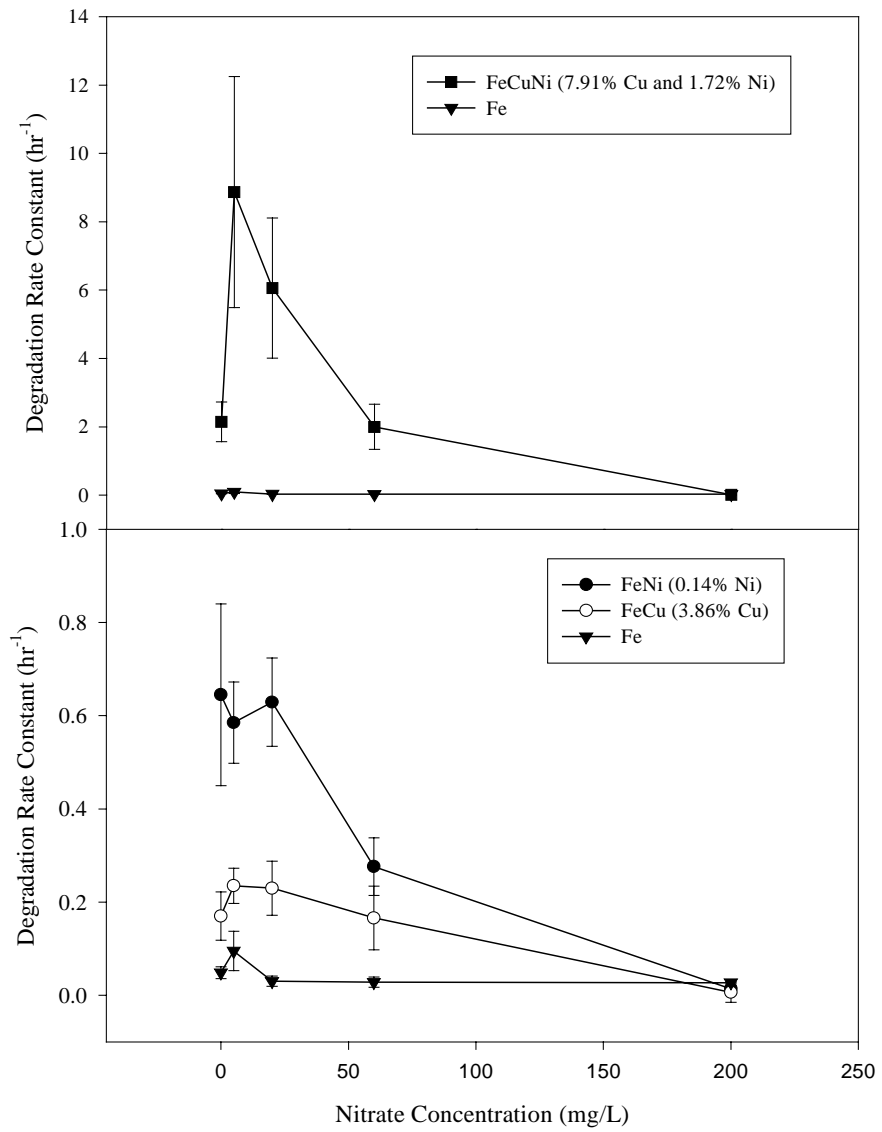 14
12
10
8
6
4
2
0
Degradation Rate Constant (hr⁻¹)
FeCuNi (7.91% Cu and 1.72% Ni)
Fe
1.0
0.8
0.6
0.4
0.2
0.0
Degradation Rate Constant (hr⁻¹)
FeNi (0.14% Ni)
FeCu (3.86% Cu)
Fe
0 50 100 150 200 250
Nitrate Concentration (mg/L)